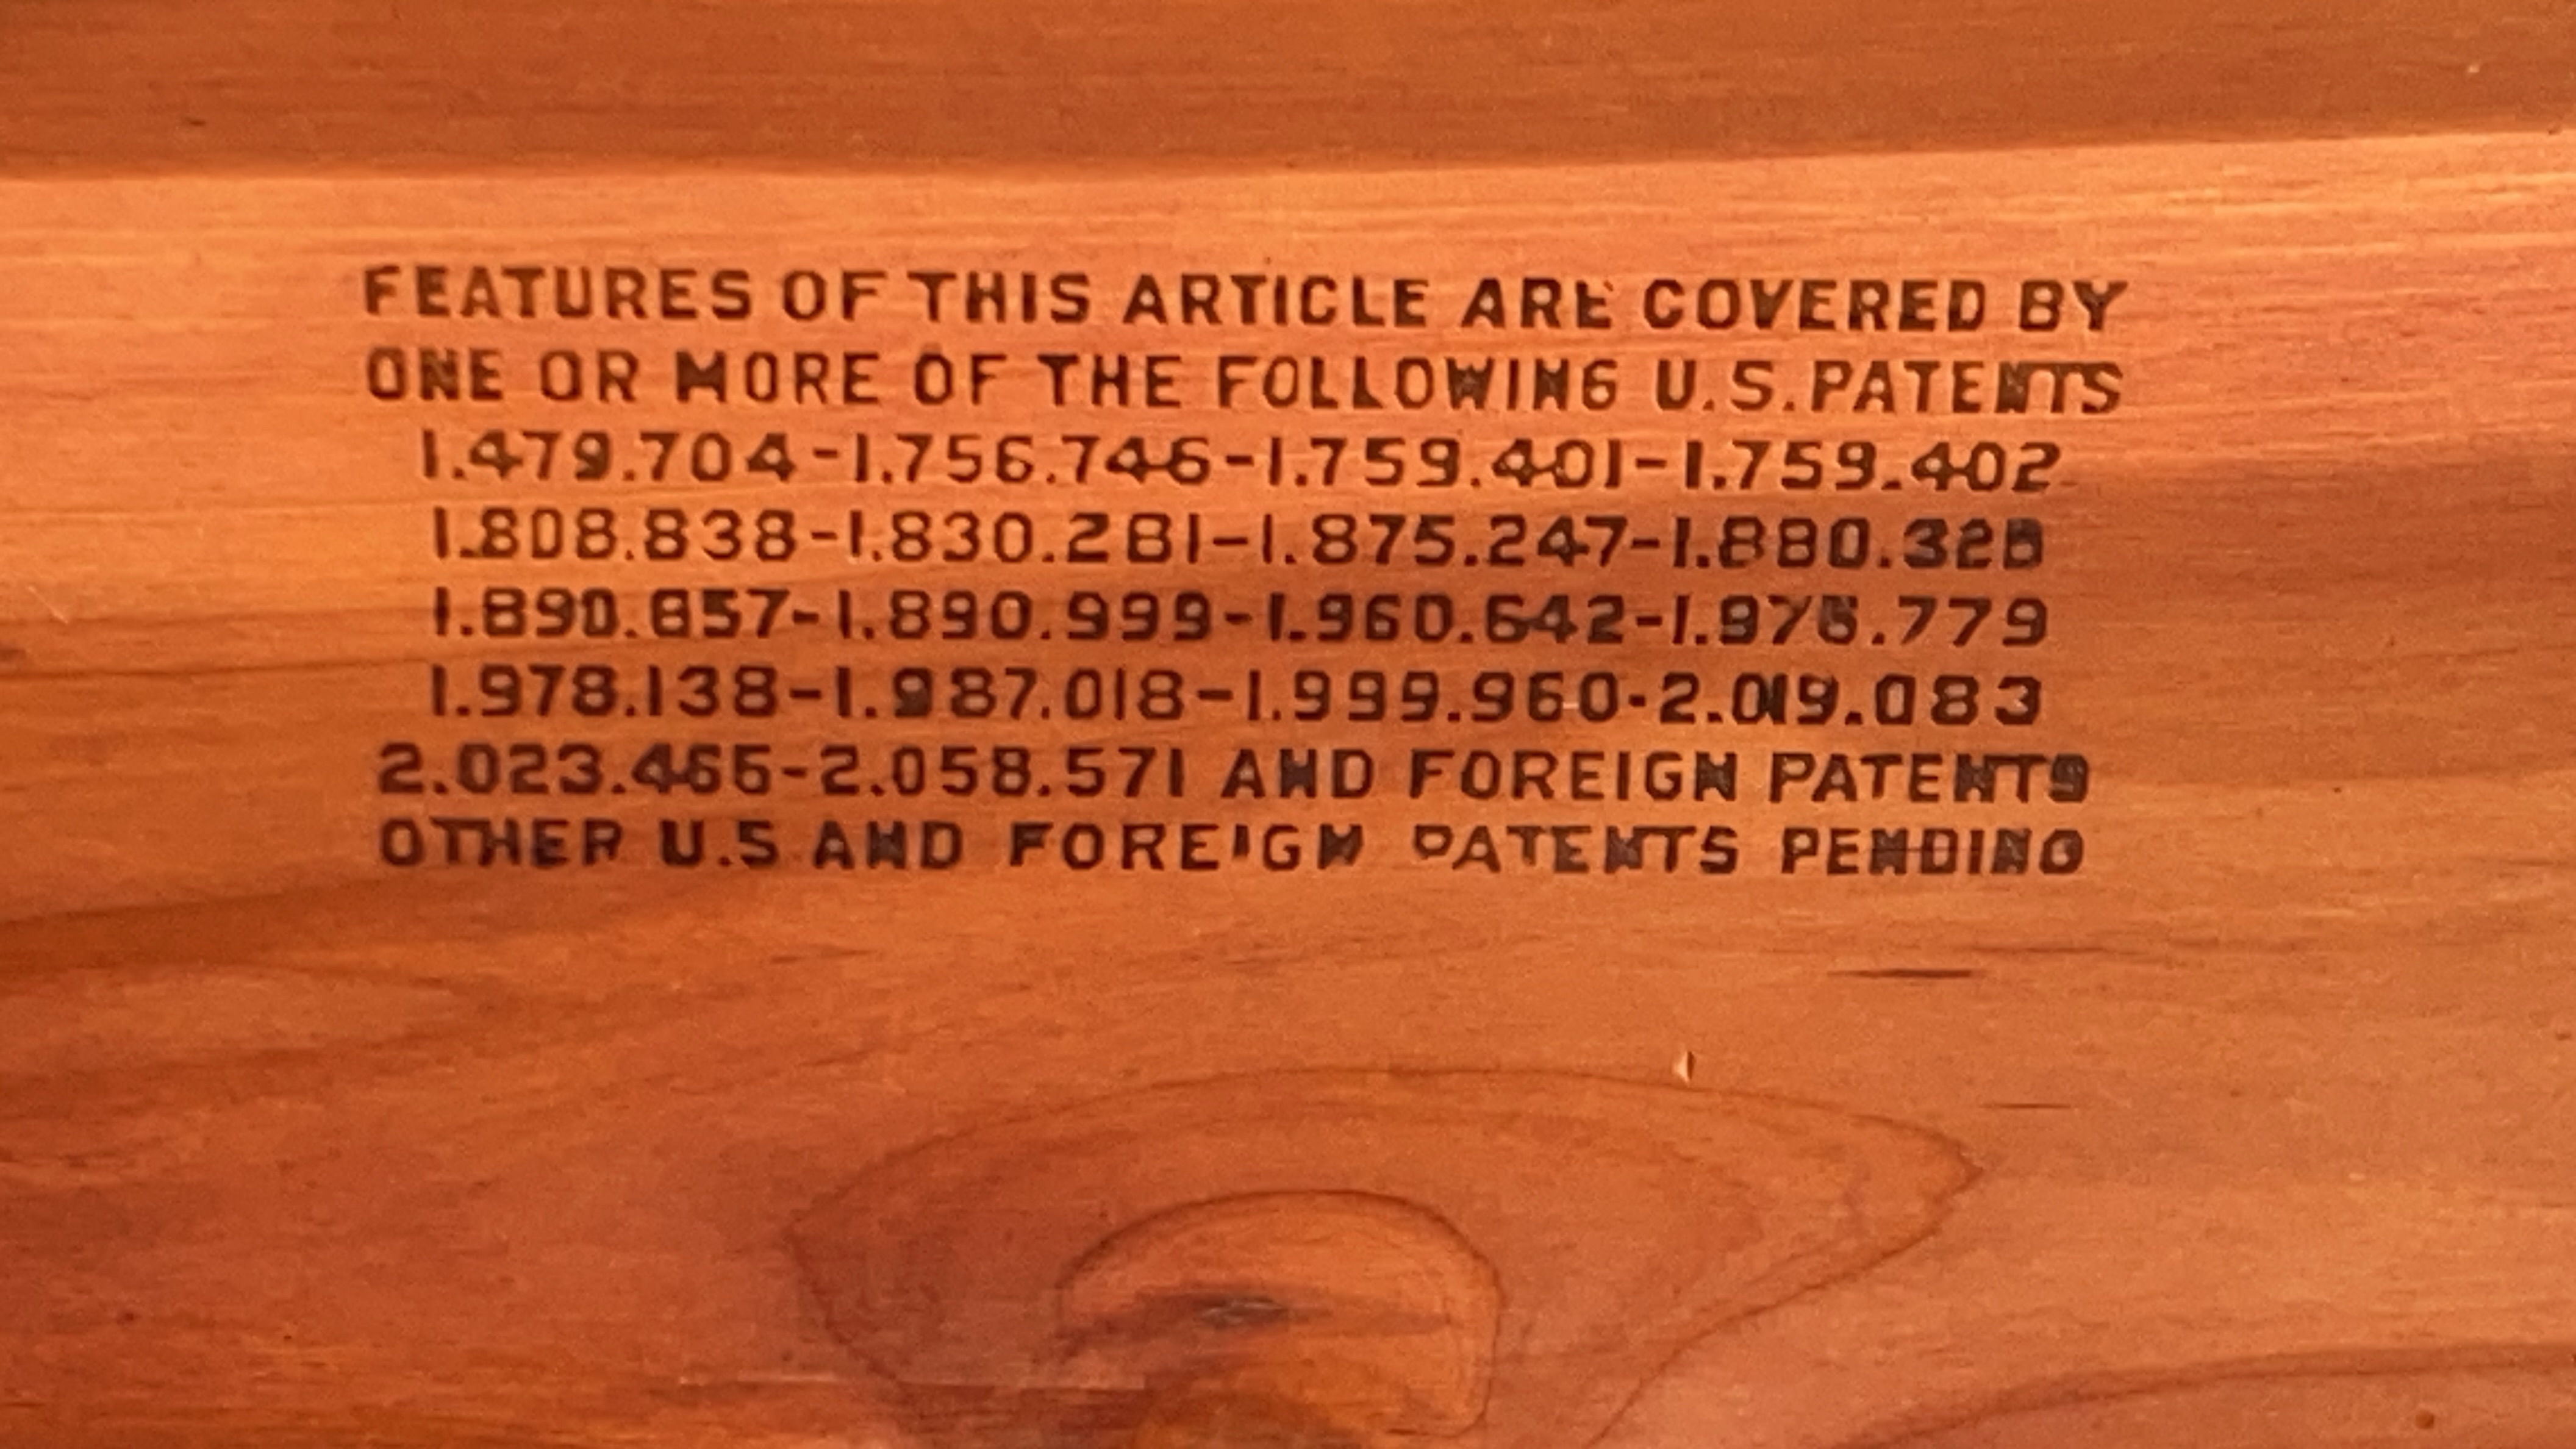 FEATURES OF THIS ARTICLE ARE COVERED BY
ONE OR MORE OF THE FOLLOWING U.S.PATENTS
1.479.704-1.756.746-1.759.401-1.759.402
1.808.838-1.830.281-1.875.247-1.880.328
1.890.857-1.890.999-1.960.642-1.976.779
1.978.138-1.987.018-1.999.960-2.019.083
2.023.466-2.058.571 AND FOREIGN PATENTS
OTHER U.S AND FOREIGN PATENTS PENDING